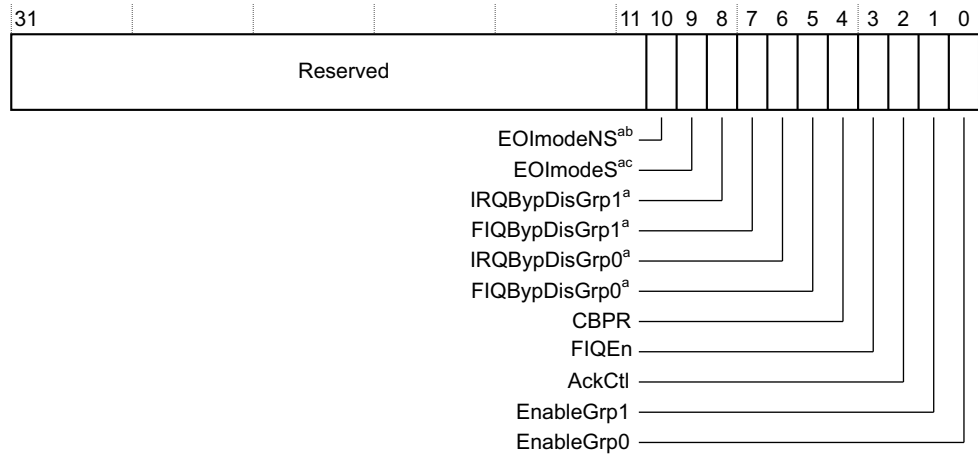 31 11 10 9 8 7 6 5 4 3 2 1 0
Reserved
EOImodeNSᵃᵇ
EOImodeSᵃᶜ
IRQBypDisGrp1ᵃ
FIQBypDisGrp1ᵃ
IRQBypDisGrp0ᵃ
FIQBypDisGrp0ᵃ
CBPR
FIQEn
AckCtl
EnableGrp1
EnableGrp0